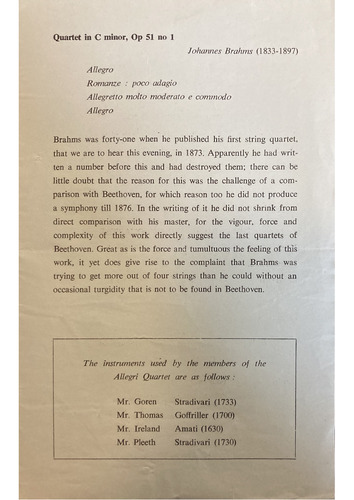 Quartet in C minor, Op 51 no 1
Johannes Brahms (1833-1897)
Allegro
Romanze : poco adagio
Allegretto molto moderato e commodo
Allegro
Brahms was forty-one when he published his first string quartet,
that we are to hear this evening, in 1873. Apparently he had writ-
ten a number before this and had destroyed them; there can be
little doubt that the reason for this was the challenge of a com-
parison with Beethoven, for which reason too he did not produce
a symphony till 1876. In the writing of it he did not shrink from
direct comparison with his master, for the vigour, force and
complexity of this work directly suggest the last quartets of
Beethoven. Great as is the force and tumultuous the feeling of this
work, it yet does give rise to the complaint that Brahms was
trying to get more out of four strings than he could without an
occasional turgidity that is not to be found in Beethoven.
The instruments used by the members of the
Allegri Quartet are as follows :
Mr. Goren Stradivari (1733)
Mr. Thomas Goffriller (1700)
Mr. Ireland Amati (1630)
Mr. Pleeth Stradivari (1730)